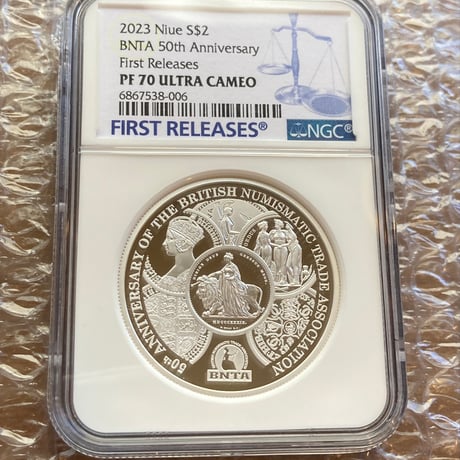 2023 Niue S$2
BNTA 50th Anniversary
First Releases
PF 70 ULTRA CAMEO
6867538-006
FIRST RELEASES®
NGC®
50th ANNIVERSARY OF THE BRITISH NUMISMATIC TRADE ASSOCIATION
MDCCCXXXIX
BNTA